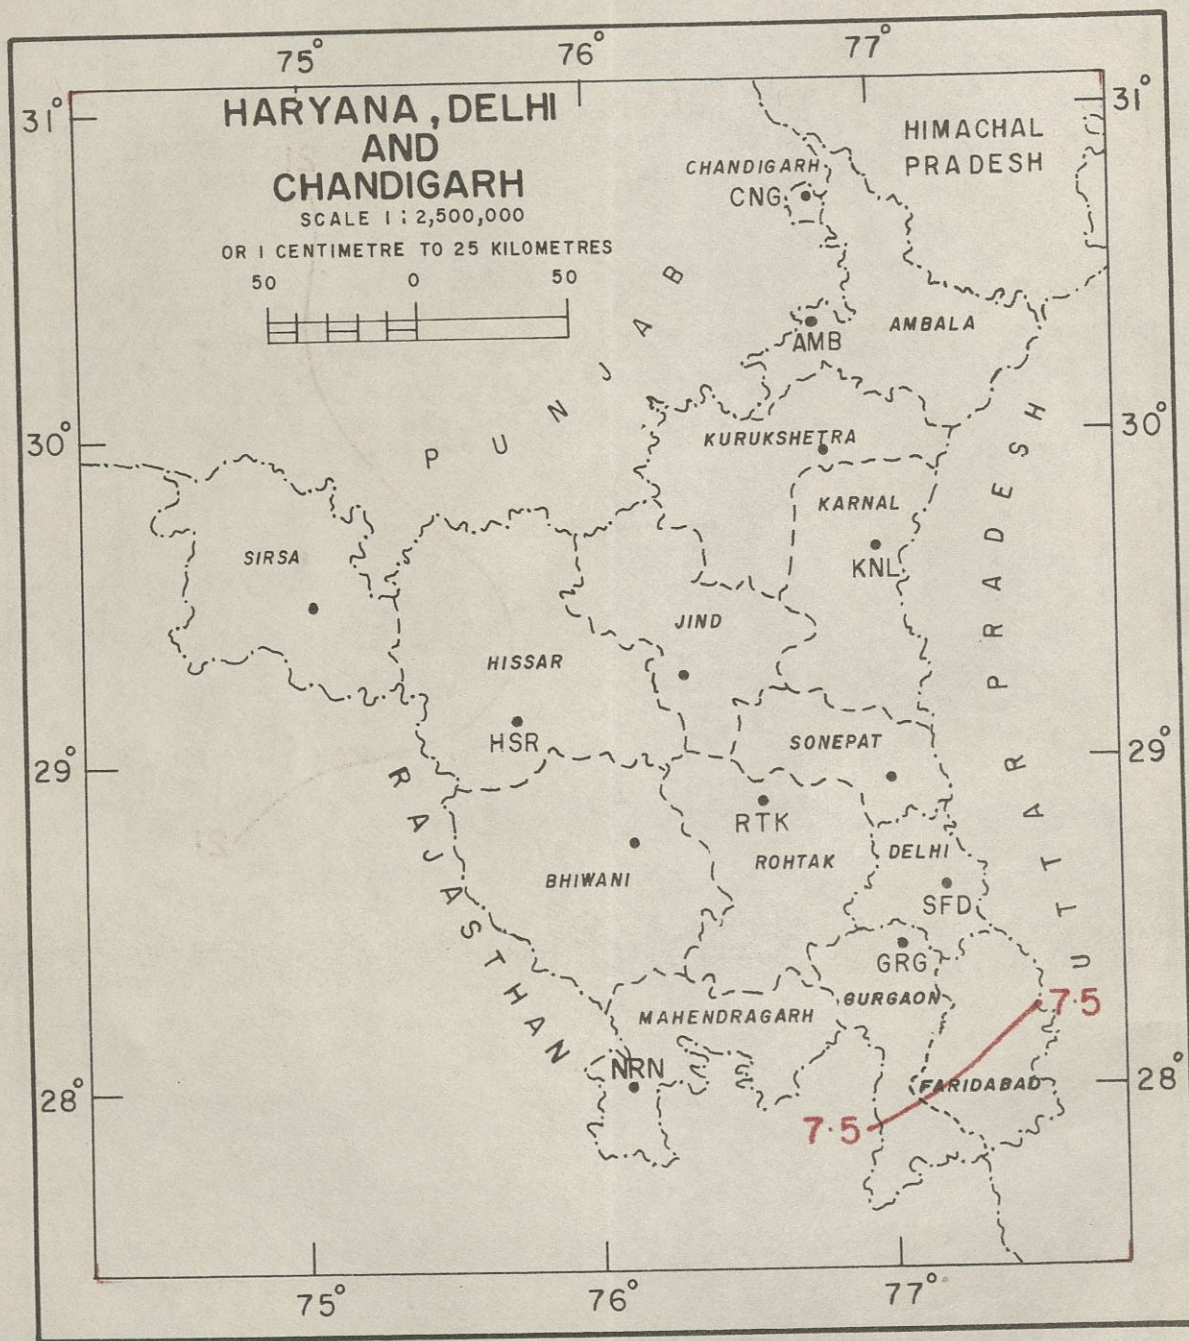 75° 76° 77°
31° 31°
HARYANA, DELHI
AND
CHANDIGARH
SCALE 1 : 2,500,000
OR 1 CENTIMETRE TO 25 KILOMETRES
50 0 50
HIMACHAL
PRADESH
CHANDIGARH
CNG
AMBALA
AMB
PUNJAB
30° 30°
KURUKSHETRA
KARNAL
KNL
SIRSA
JIND
HISSAR
HSR
UTTAR PRADESH
SONEPAT
29° 29°
RAJASTHAN
RTK
ROHTAK
DELHI
SFD
BHIWANI
GRG
GURGAON
MAHENDRAGARH
7.5
NRN
FARIDABAD
28° 28°
7.5
75° 76° 77°